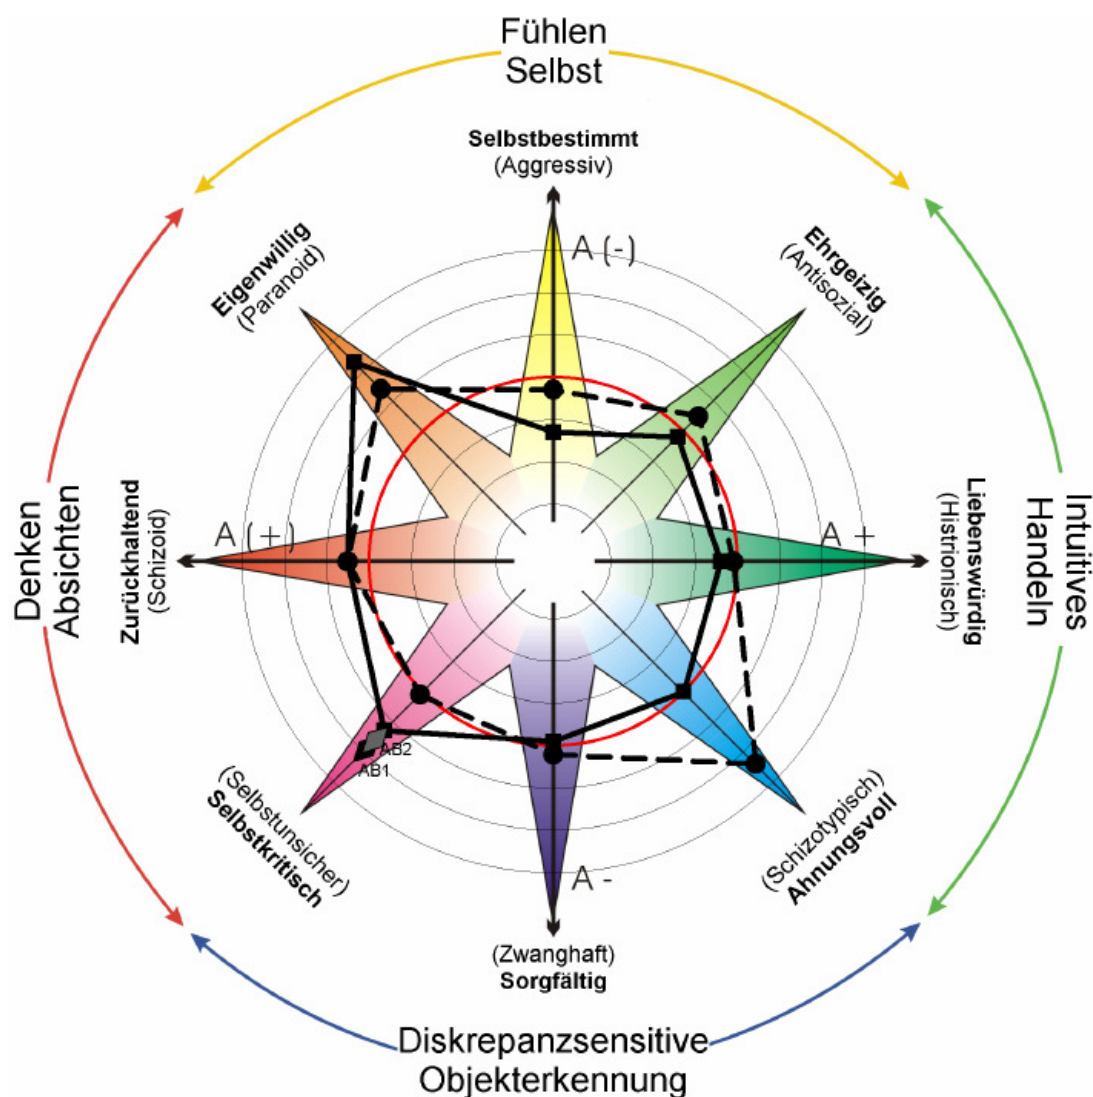 Fühlen
Selbst
Selbstbestimmt
(Aggressiv)
A (-)
Eigenwillig
(Paranoid)
Ehrgeizig
(Antisozial)
Denken
Absichten
Zurückhaltend
(Schizoid)
A (+)
A +
Liebenswürdig
(Histrionisch)
Intuitives
Handeln
AB2
AB1
(Selbstunsicher)
Selbstkritisch
(Schizotypisch)
Ahnungsvoll
A -
(Zwanghaft)
Sorgfältig
Diskrepanzsensitive
Objekterkennung